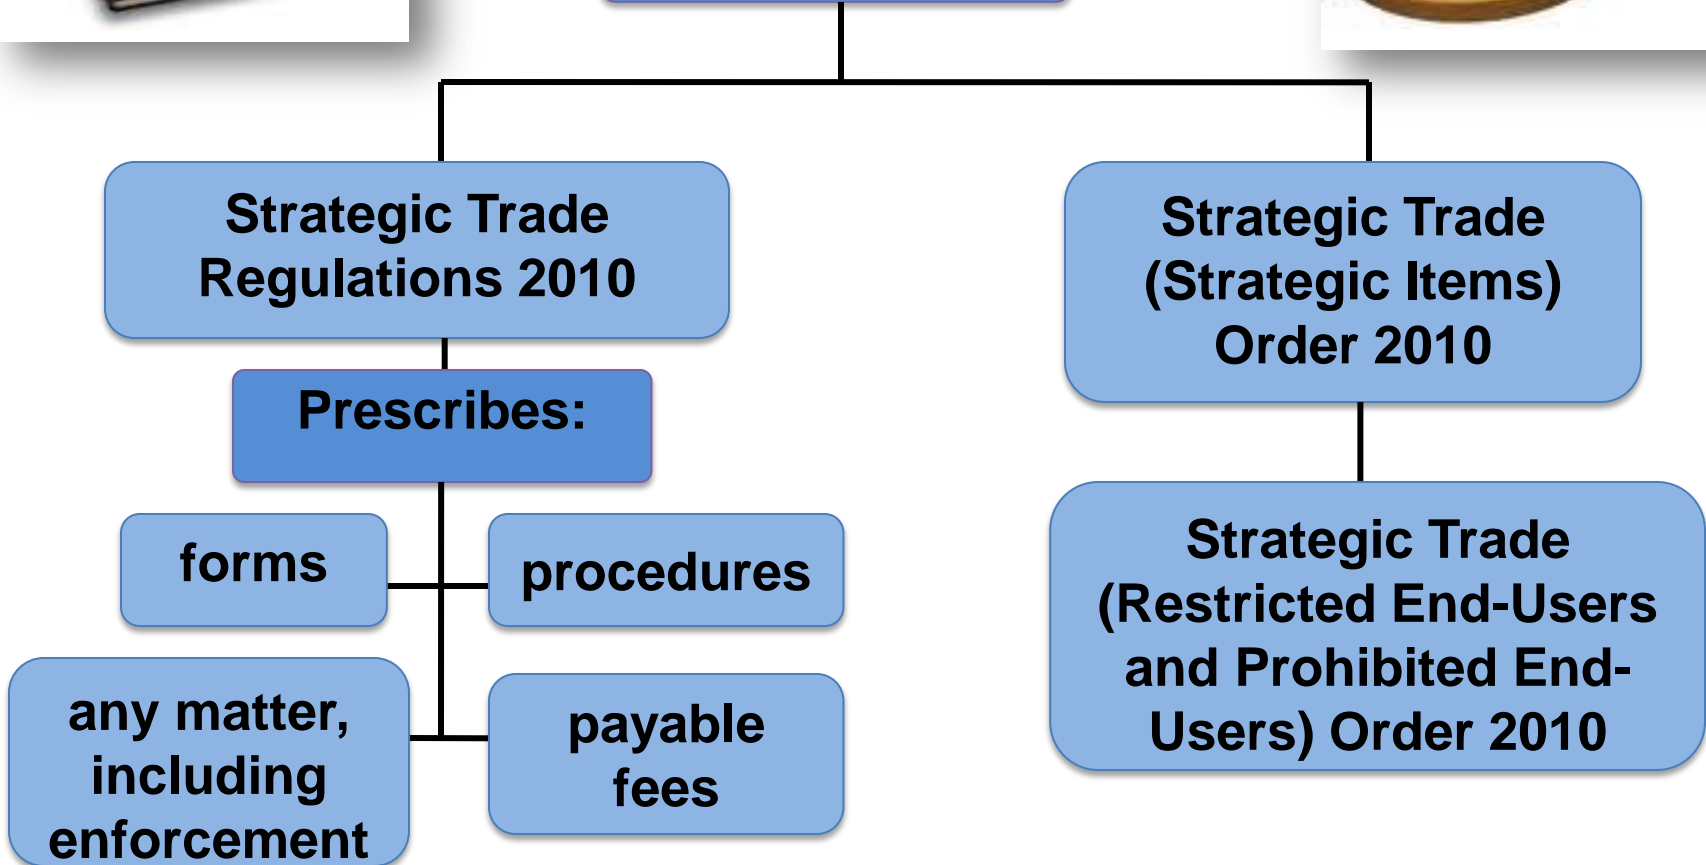 Strategic Trade
Regulations 2010
Strategic Trade
(Strategic Items)
Order 2010
Prescribes:
forms
procedures
any matter,
including
enforcement
payable
fees
Strategic Trade
(Restricted End-Users
and Prohibited End-
Users) Order 2010